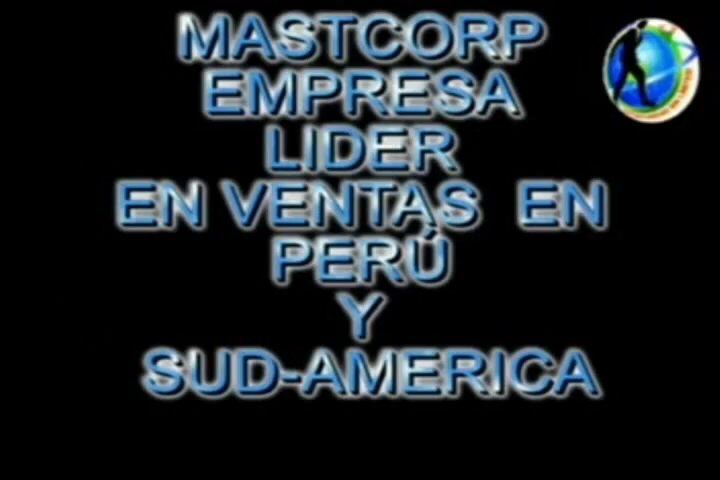 MASTCORP
EMPRESA
LIDER
EN VENTAS EN
PERÚ
Y
SUD-AMERICA